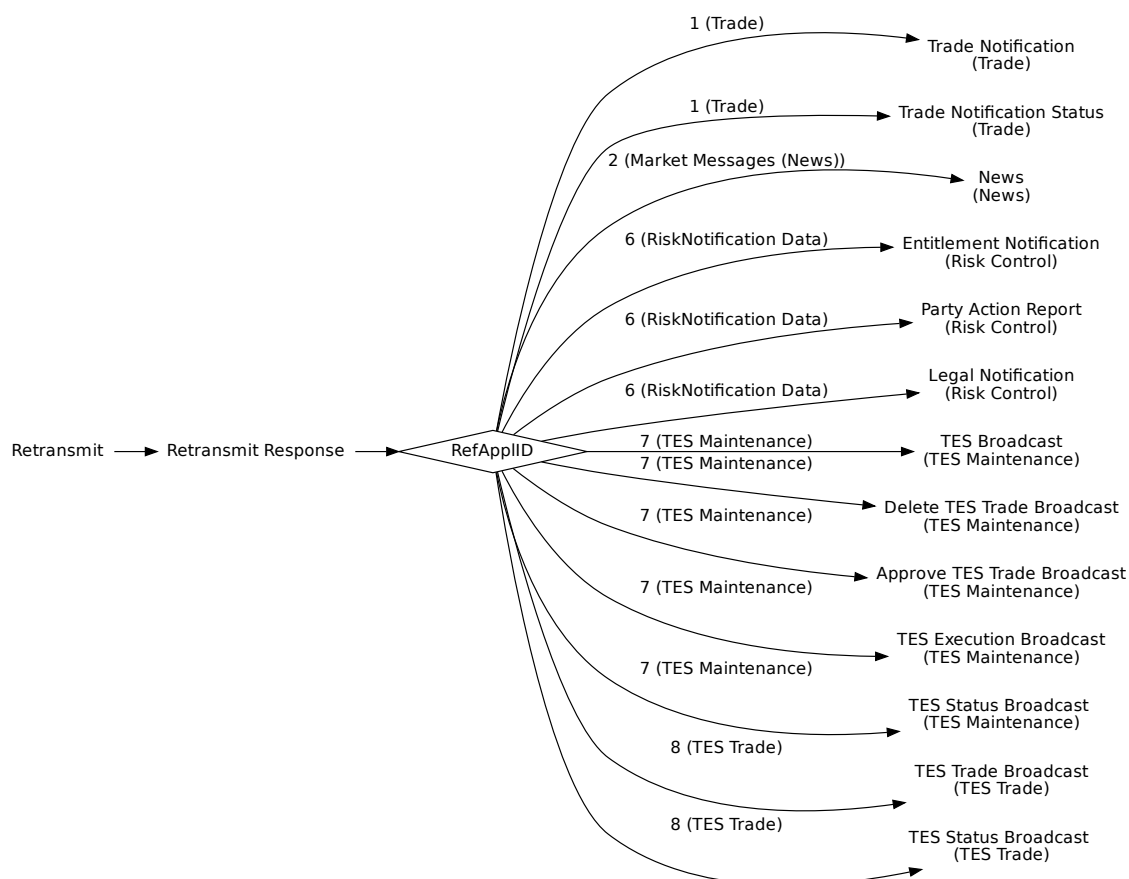 1 (Trade)
Trade Notification
(Trade)
1 (Trade)
Trade Notification Status
(Trade)
2 (Market Messages (News))
News
(News)
6 (RiskNotification Data)
Entitlement Notification
(Risk Control)
6 (RiskNotification Data)
Party Action Report
(Risk Control)
6 (RiskNotification Data)
Legal Notification
(Risk Control)
Retransmit
Retransmit Response
RefApplID
7 (TES Maintenance)
TES Broadcast
(TES Maintenance)
7 (TES Maintenance)
Delete TES Trade Broadcast
(TES Maintenance)
7 (TES Maintenance)
Approve TES Trade Broadcast
(TES Maintenance)
7 (TES Maintenance)
TES Execution Broadcast
(TES Maintenance)
7 (TES Maintenance)
TES Status Broadcast
(TES Maintenance)
8 (TES Trade)
TES Trade Broadcast
(TES Trade)
8 (TES Trade)
TES Status Broadcast
(TES Trade)